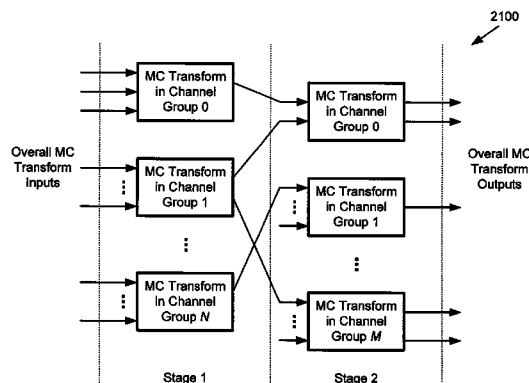 2100
MC Transform
in Channel
Group 0
MC Transform
in Channel
Group 0
Overall MC
Transform
inputs
Overall MC
Transform
Outputs
MC Transform
in Channel
Group 1
MC Transform
in Channel
Group 1
MC Transform
in Channel
Group N
MC Transform
in Channel
Group M
Stage 1
Stage 2